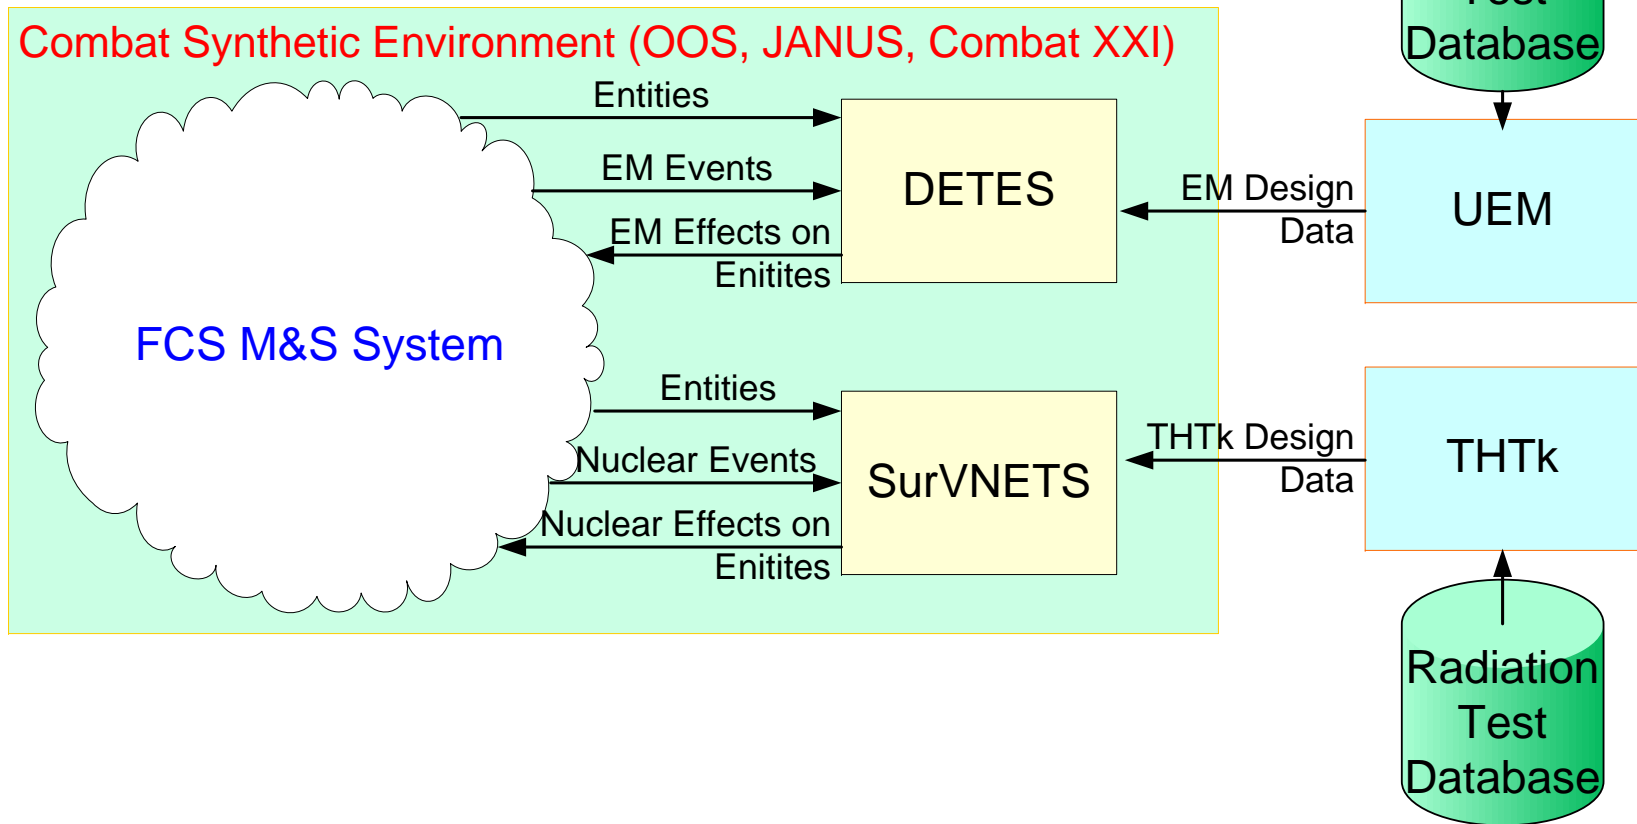 Combat Synthetic Environment (OOS, JANUS, Combat XXI)
Test
Database
Entities
EM Events
EM Effects on
Enitites
DETES
EM Design
Data
UEM
FCS M&S System
Entities
Nuclear Events
Nuclear Effects on
Enitites
SurVNETS
THTk Design
Data
THTk
Radiation
Test
Database